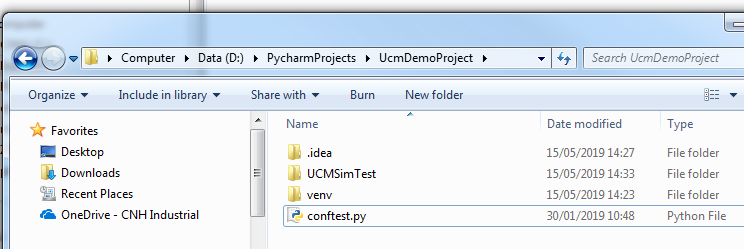 Computer Data (D:) PycharmProjects UcmDemoProject Search UcmDemoProject
Organize Include in library Share with Burn New folder
Favorites
Desktop
Downloads
Recent Places
OneDrive - CNH Industrial
Name Date modified Type
.idea 15/05/2019 14:27 File folder
UCMSimTest 15/05/2019 14:33 File folder
venv 15/05/2019 14:23 File folder
conftest.py 30/01/2019 10:48 Python File